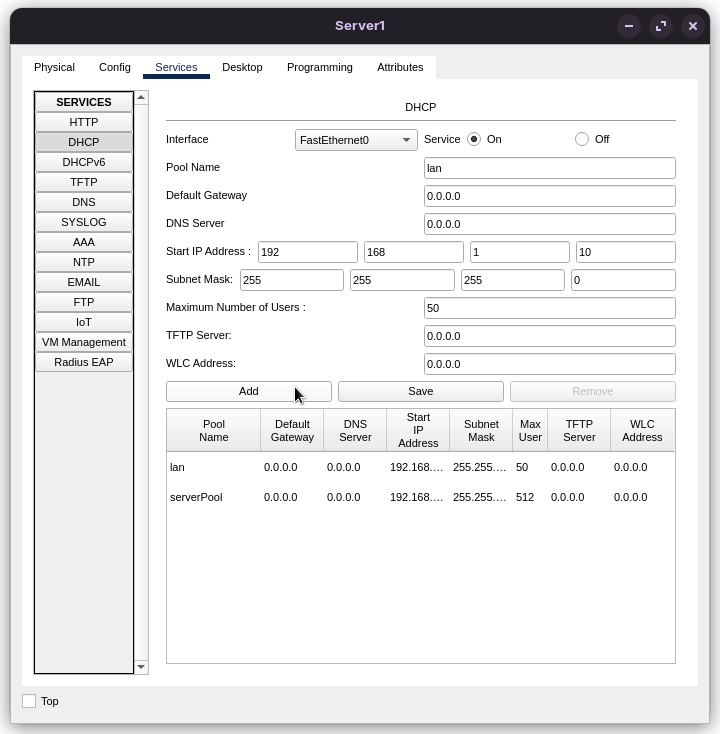 Server1
Physical Config Services Desktop Programming Attributes
SERVICES
HTTP
DHCP
DHCPv6
TFTP
DNS
SYSLOG
AAA
NTP
EMAIL
FTP
IoT
VM Management
Radius EAP
DHCP
Interface FastEthernet0 Service On Off
Pool Name lan
Default Gateway 0.0.0.0
DNS Server 0.0.0.0
Start IP Address : 192 168 1 10
Subnet Mask: 255 255 255 0
Maximum Number of Users : 50
TFTP Server: 0.0.0.0
WLC Address: 0.0.0.0
Add Save Remove
Pool Name Default Gateway DNS Server Start IP Address Subnet Mask Max User TFTP Server WLC Address
lan 0.0.0.0 0.0.0.0 192.168.... 255.255.... 50 0.0.0.0 0.0.0.0
serverPool 0.0.0.0 0.0.0.0 192.168.... 255.255.... 512 0.0.0.0 0.0.0.0
Top